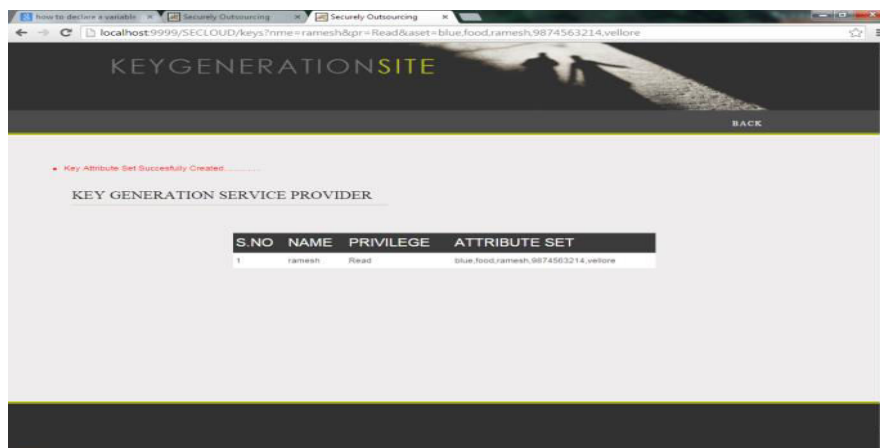 how to declare a variable
Securely Outsourcing
Securely Outsourcing
localhost:9999/SECLOUD/keys?nme=ramesh&pr=Read&aset=blue,food,ramesh,9874563214,vellore
KEYGENERATIONSITE
BACK
Key Attribute Set Succesfully Created..............
KEY GENERATION SERVICE PROVIDER
S.NO NAME PRIVILEGE ATTRIBUTE SET
1 ramesh Read blue,food,ramesh,9874563214,vellore